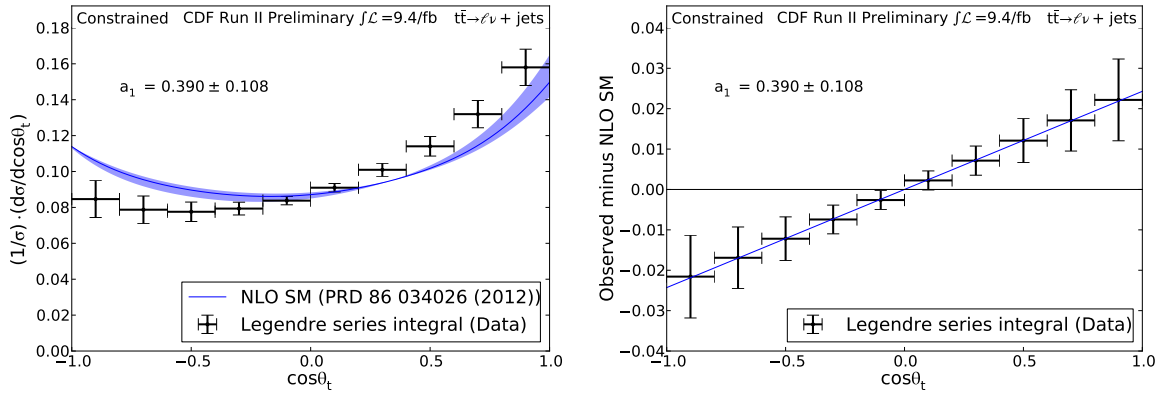 Constrained CDF Run II Preliminary ∫ℒ=9.4/fb tt̄→ℓν + jets
a₁ = 0.390 ± 0.108
(1/σ)·(dσ/dcosθₜ)
0.18
0.16
0.14
0.12
0.10
0.08
0.06
0.04
0.02
0.00
NLO SM (PRD 86 034026 (2012))
Legendre series integral (Data)
−1.0 −0.5 0.0 0.5 1.0
cosθₜ
Constrained CDF Run II Preliminary ∫ℒ=9.4/fb tt̄→ℓν + jets
a₁ = 0.390 ± 0.108
Observed minus NLO SM
0.04
0.03
0.02
0.01
0.00
−0.01
−0.02
−0.03
−0.04
Legendre series integral (Data)
−1.0 −0.5 0.0 0.5 1.0
cosθₜ